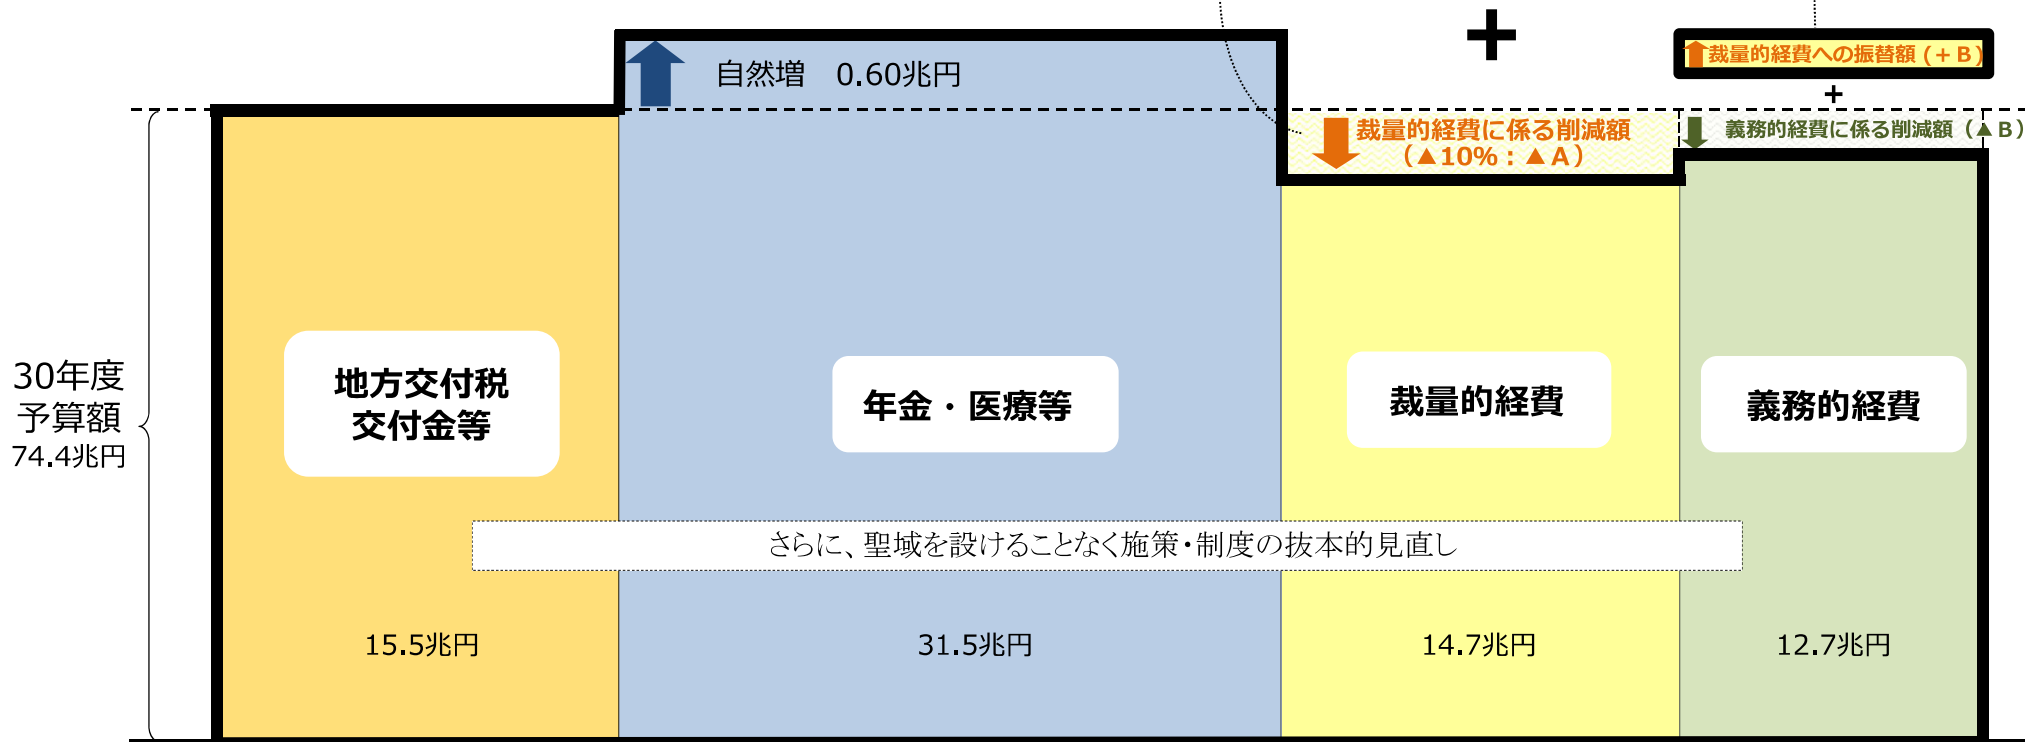 +
裁量的経費への振替額(+B)
自然増 0.60兆円
+
裁量的経費に係る削減額
(▲10%:▲A)
義務的経費に係る削減額(▲B)
30年度
予算額
74.4兆円
地方交付税
交付金等
年金・医療等
裁量的経費
義務的経費
さらに、聖域を設けることなく施策・制度の抜本的見直し
15.5兆円
31.5兆円
14.7兆円
12.7兆円